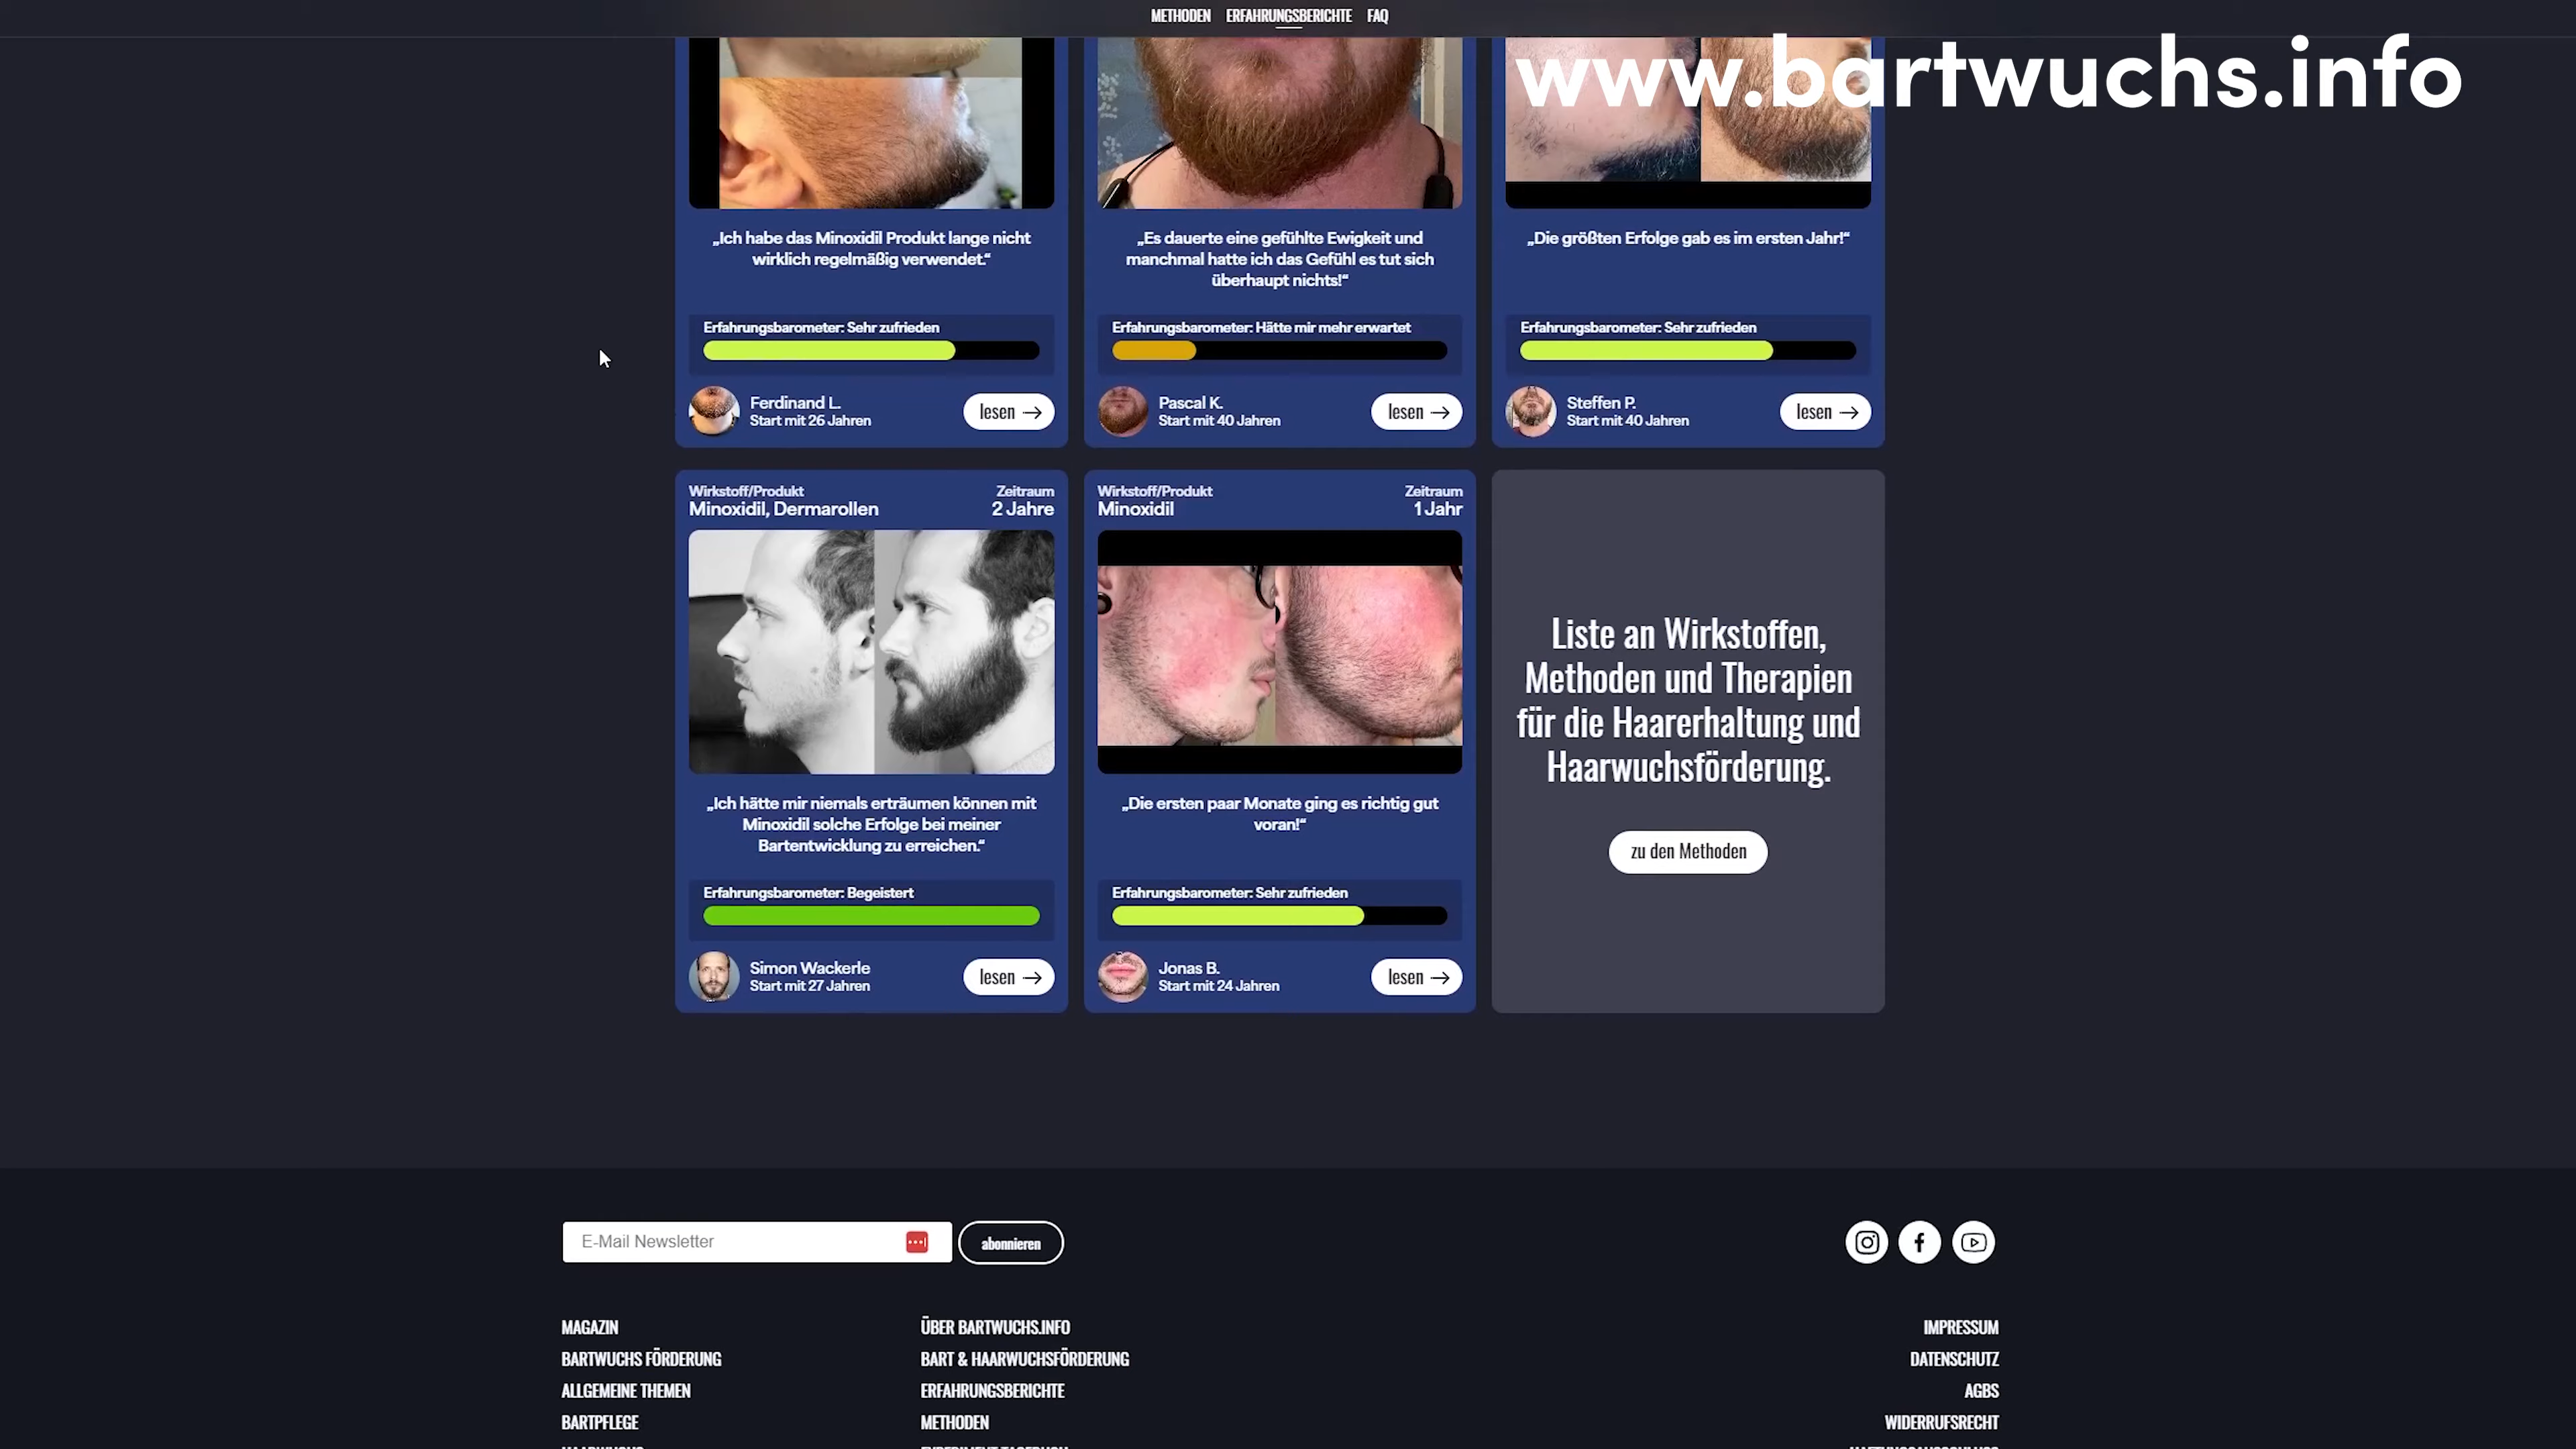 METHODEN ERFAHRUNGSBERICHTE FAQ
www.bartwuchs.info
„Ich habe das Minoxidil Produkt lange nicht
wirklich regelmäßig verwendet.“
Erfahrungsbarometer: Sehr zufrieden
Ferdinand L.
Start mit 26 Jahren
lesen →
„Es dauerte eine gefühlte Ewigkeit und
manchmal hatte ich das Gefühl es tut sich
überhaupt nichts!“
Erfahrungsbarometer: Hätte mir mehr erwartet
Pascal K.
Start mit 40 Jahren
lesen →
„Die größten Erfolge gab es im ersten Jahr!“
Erfahrungsbarometer: Sehr zufrieden
Steffen P.
Start mit 40 Jahren
lesen →
Wirkstoff/Produkt Zeitraum
Minoxidil, Dermarollen 2 Jahre
„Ich hätte mir niemals erträumen können mit
Minoxidil solche Erfolge bei meiner
Bartentwicklung zu erreichen.“
Erfahrungsbarometer: Begeistert
Simon Wackerle
Start mit 27 Jahren
lesen →
Wirkstoff/Produkt Zeitraum
Minoxidil 1 Jahr
„Die ersten paar Monate ging es richtig gut
voran!“
Erfahrungsbarometer: Sehr zufrieden
Jonas B.
Start mit 24 Jahren
lesen →
Liste an Wirkstoffen,
Methoden und Therapien
für die Haarerhaltung und
Haarwuchsförderung.
zu den Methoden
E-Mail Newsletter
abonnieren
MAGAZIN
BARTWUCHS FÖRDERUNG
ALLGEMEINE THEMEN
BARTPFLEGE
ÜBER BARTWUCHS.INFO
BART & HAARWUCHSFÖRDERUNG
ERFAHRUNGSBERICHTE
METHODEN
IMPRESSUM
DATENSCHUTZ
AGBS
WIDERRUFSRECHT